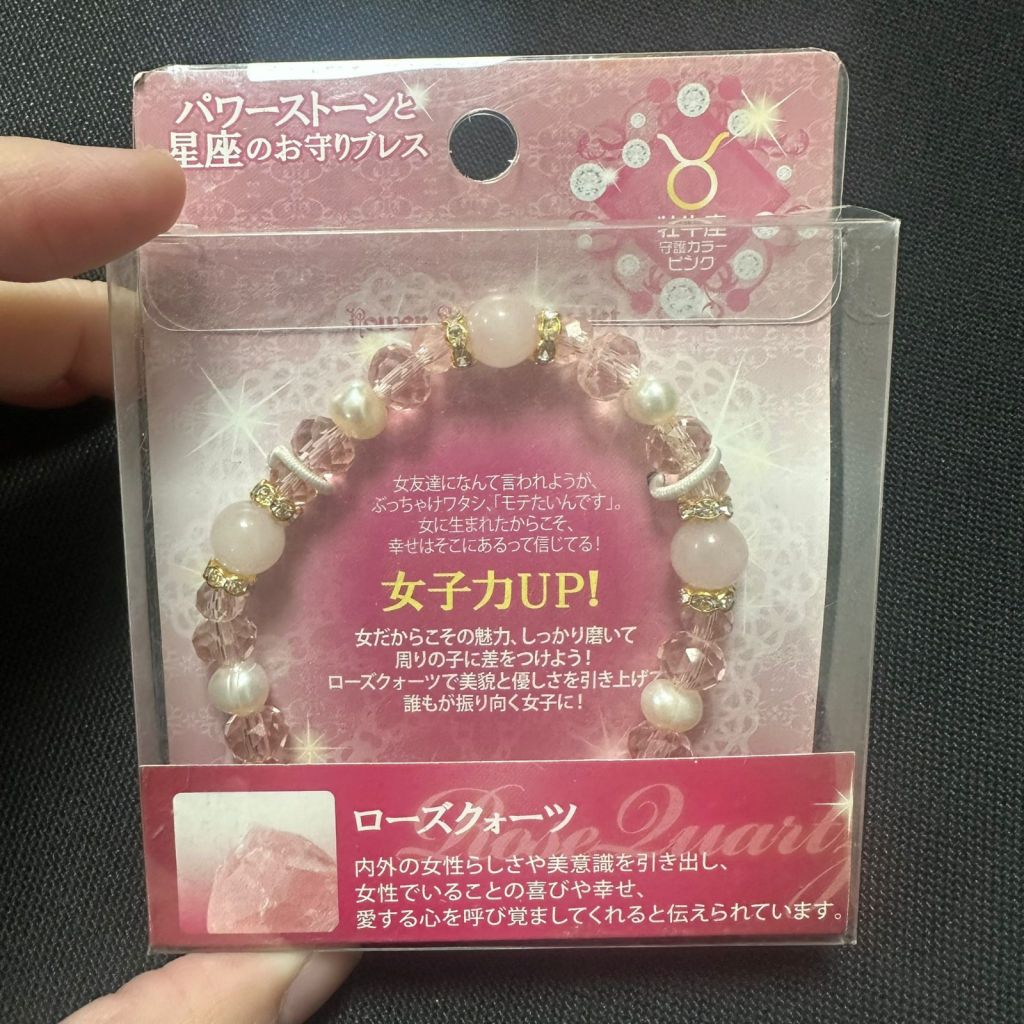 パワーストーンと
星座のお守りブレス
牡牛座
守護カラー
ピンク
女友達になんて言われようが、
ぶっちゃけワタシ、「モテたいんです」。
女に生まれたからこそ、
幸せはそこにあるって信じてる！
女子力UP!
女だからこその魅力、しっかり磨いて
周りの子に差をつけよう！
ローズクォーツで美貌と優しさを引き上げて
誰もが振り向く女子に！
Rose Quart
ローズクォーツ
内外の女性らしさや美意識を引き出し、
女性でいることの喜びや幸せ、
愛する心を呼び覚ましてくれると伝えられています。